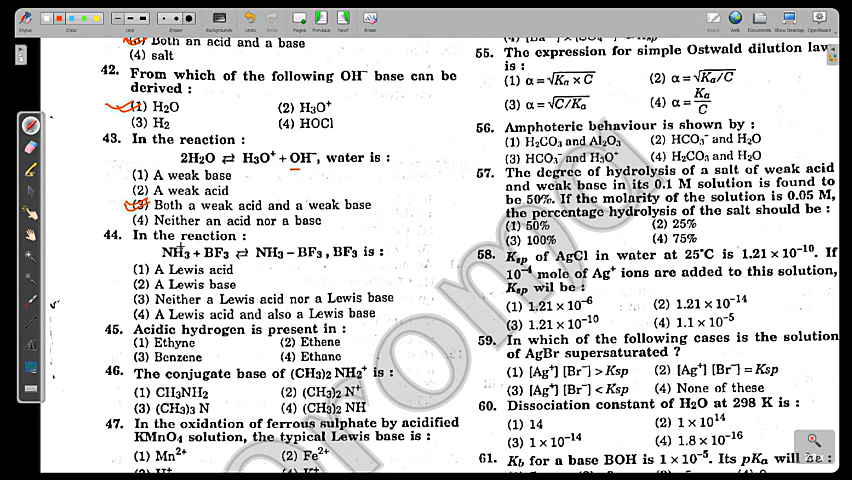 Stylus
Undo
Redo
Page
Previous
Next
Erase
Board
Web
Documents
Show Desktop
OpenBoard
(3) Both an acid and a base
(4) salt
42. From which of the following OH⁻ base can be
derived :
(1) H₂O (2) H₃O⁺
(3) H₂ (4) HOCl
43. In the reaction :
2H₂O ⇄ H₃O⁺ + OH⁻, water is :
(1) A weak base
(2) A weak acid
(3) Both a weak acid and a weak base
(4) Neither an acid nor a base
44. In the reaction :
NH₃ + BF₃ ⇄ NH₃ – BF₃, BF₃ is :
(1) A Lewis acid
(2) A Lewis base
(3) Neither a Lewis acid nor a Lewis base
(4) A Lewis acid and also a Lewis base
45. Acidic hydrogen is present in :
(1) Ethyne (2) Ethene
(3) Benzene (4) Ethane
46. The conjugate base of (CH₃)₂ NH₂⁺ is :
(1) CH₃NH₂ (2) (CH₃)₂ N⁺
(3) (CH₃)₃ N (4) (CH₃)₂ NH
47. In the oxidation of ferrous sulphate by acidified
KMnO₄ solution, the typical Lewis base is :
(1) Mn²⁺ (2) Fe²⁺
(3) H⁺ (4) K⁺
55. The expression for simple Ostwald dilution law
is :
(1) α = √(Kₐ × C) (2) α = √(Kₐ/C)
(3) α = √(C/Kₐ) (4) α = Kₐ/C
56. Amphoteric behaviour is shown by :
(1) H₂CO₃ and Al₂O₃ (2) HCO₃⁻ and H₂O
(3) HCO₃⁻ and H₃O⁺ (4) H₂CO₃ and H₂O
57. The degree of hydrolysis of a salt of weak acid
and weak base in its 0.1 M solution is found to
be 50%. If the molarity of the solution is 0.05 M,
the percentage hydrolysis of the salt should be :
(1) 50% (2) 25%
(3) 100% (4) 75%
58. Ksp of AgCl in water at 25°C is 1.21 × 10⁻¹⁰. If
10⁻⁴ mole of Ag⁺ ions are added to this solution,
Ksp wil be :
(1) 1.21 × 10⁻⁶ (2) 1.21 × 10⁻¹⁴
(3) 1.21 × 10⁻¹⁰ (4) 1.1 × 10⁻⁵
59. In which of the following cases is the solution
of AgBr supersaturated ?
(1) [Ag⁺] [Br⁻] > Ksp (2) [Ag⁺] [Br⁻] = Ksp
(3) [Ag⁺] [Br⁻] < Ksp (4) None of these
60. Dissociation constant of H₂O at 298 K is :
(1) 14 (2) 1 × 10¹⁴
(3) 1 × 10⁻¹⁴ (4) 1.8 × 10⁻¹⁶
61. Kb for a base BOH is 1 × 10⁻⁵. Its pKₐ will be :